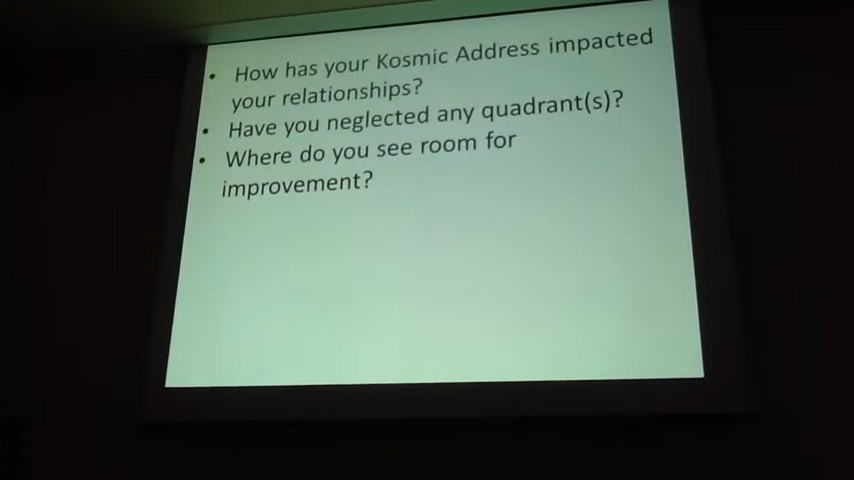 • How has your Kosmic Address impacted
your relationships?
• Have you neglected any quadrant(s)?
• Where do you see room for
improvement?